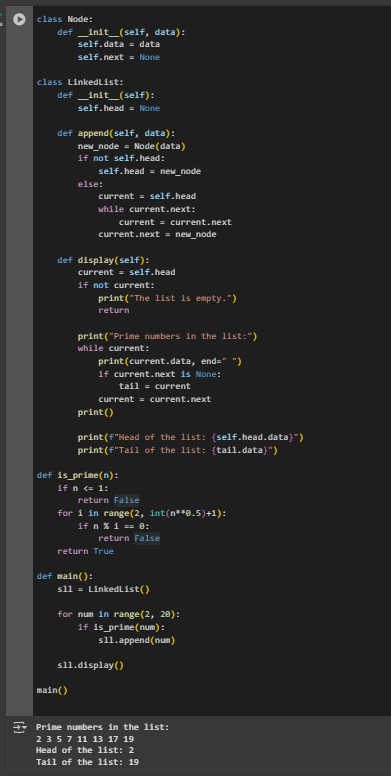 class Node:
    def __init__(self, data):
        self.data = data
        self.next = None

class LinkedList:
    def __init__(self):
        self.head = None

    def append(self, data):
        new_node = Node(data)
        if not self.head:
            self.head = new_node
        else:
            current = self.head
            while current.next:
                current = current.next
            current.next = new_node

    def display(self):
        current = self.head
        if not current:
            print("The list is empty.")
            return

        print("Prime numbers in the list:")
        while current:
            print(current.data, end=" ")
            if current.next is None:
                tail = current
            current = current.next
        print()

        print(f"Head of the list: {self.head.data}")
        print(f"Tail of the list: {tail.data}")

def is_prime(n):
    if n <= 1:
        return False
    for i in range(2, int(n**0.5)+1):
        if n % i == 0:
            return False
    return True

def main():
    sll = LinkedList()

    for num in range(2, 20):
        if is_prime(num):
            sll.append(num)

    sll.display()

main()

Prime numbers in the list:
2 3 5 7 11 13 17 19
Head of the list: 2
Tail of the list: 19